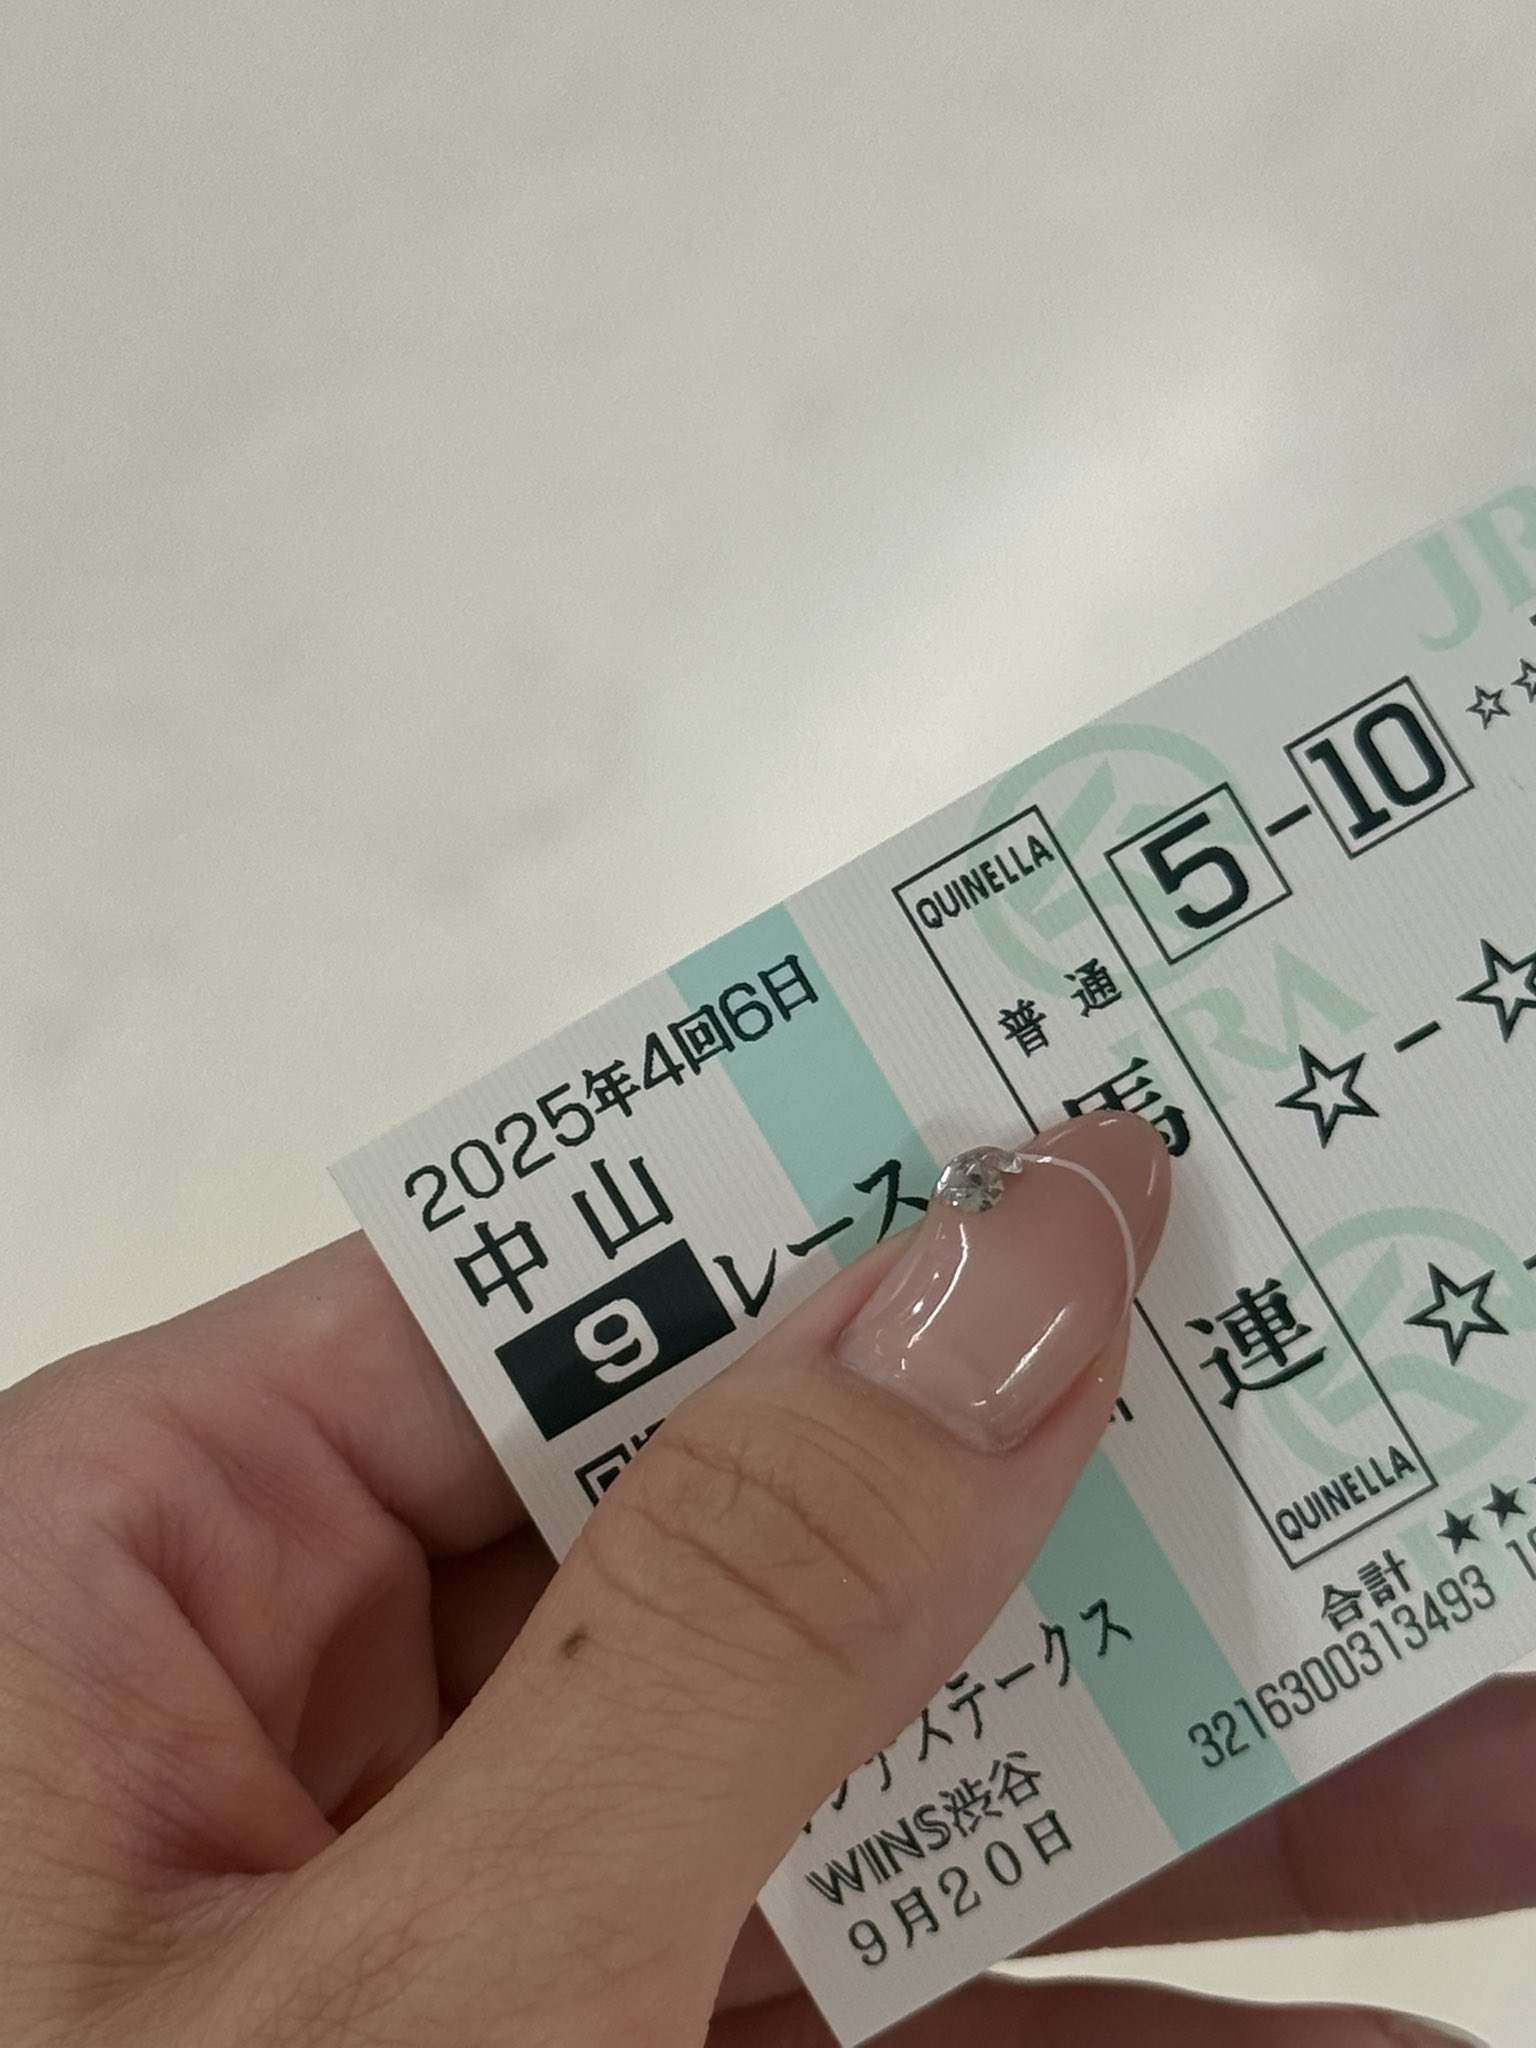 2025年4回6日
中山
9レース
ステークス
WINS渋谷
9月20日
QUINELLA
普通
馬連
QUINELLA
5-10
☆☆
☆-☆
☆-
合計 ★★
3216300313493
JRA